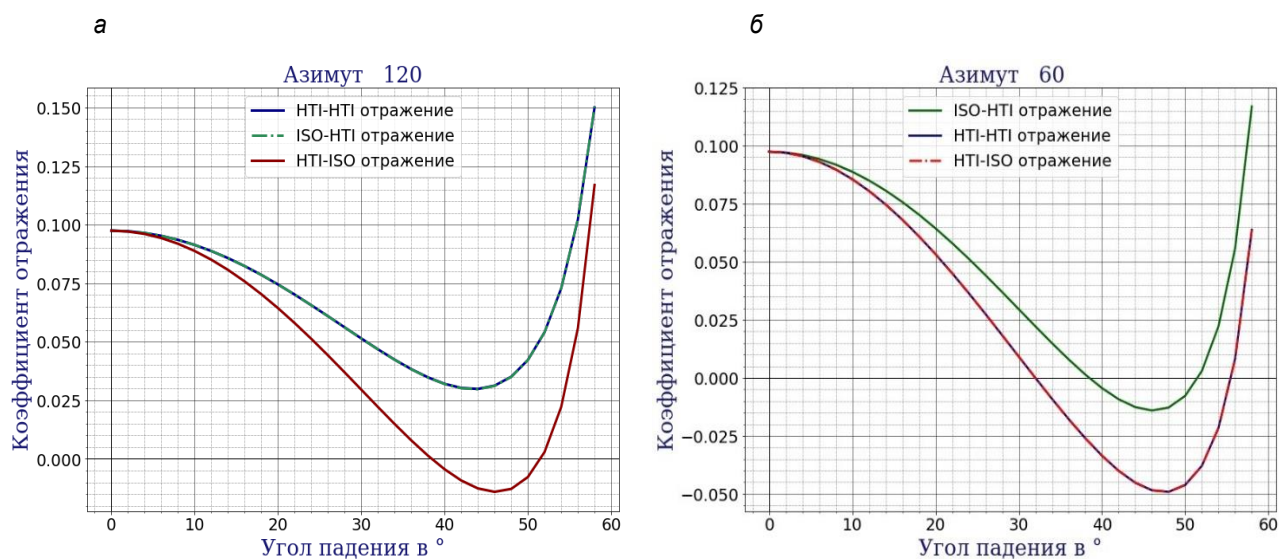 а
Азимут 120
HTI-HTI отражение
ISO-HTI отражение
HTI-ISO отражение
Коэффициент отражения
0.150
0.125
0.100
0.075
0.050
0.025
0.000
0 10 20 30 40 50 60
Угол падения в °
б
Азимут 60
ISO-HTI отражение
HTI-HTI отражение
HTI-ISO отражение
Коэффициент отражения
0.125
0.100
0.075
0.050
0.025
0.000
−0.025
−0.050
0 10 20 30 40 50 60
Угол падения в °